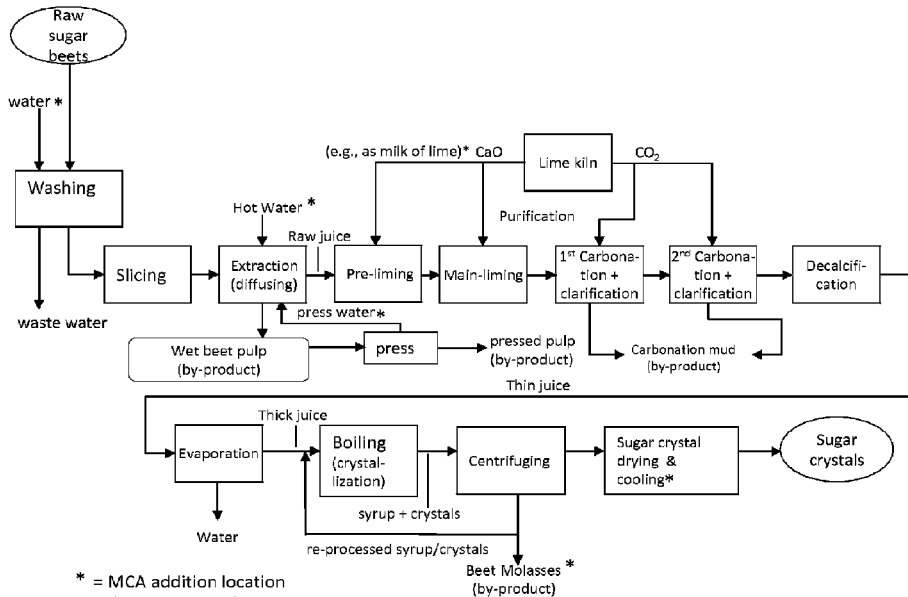 Raw
sugar
beets
water *
Washing
(e.g., as milk of lime)* CaO
Lime kiln
CO₂
Hot Water *
Purification
Raw juice
Slicing
Extraction
(diffusing)
Pre-liming
Main-liming
1st Carbona-
tion +
clarification
2nd Carbona-
tion +
clarification
Decalcifi-
cation
waste water
press water*
Wet beet pulp
(by-product)
press
pressed pulp
(by-product)
Carbonation mud
(by-product)
Thin juice
Thick juice
Evaporation
Boiling
(crystal-
lization)
Centrifuging
Sugar crystal
drying &
cooling*
Sugar
crystals
syrup + crystals
Water
re-processed syrup/crystals
Beet Molasses *
(by-product)
* = MCA addition location